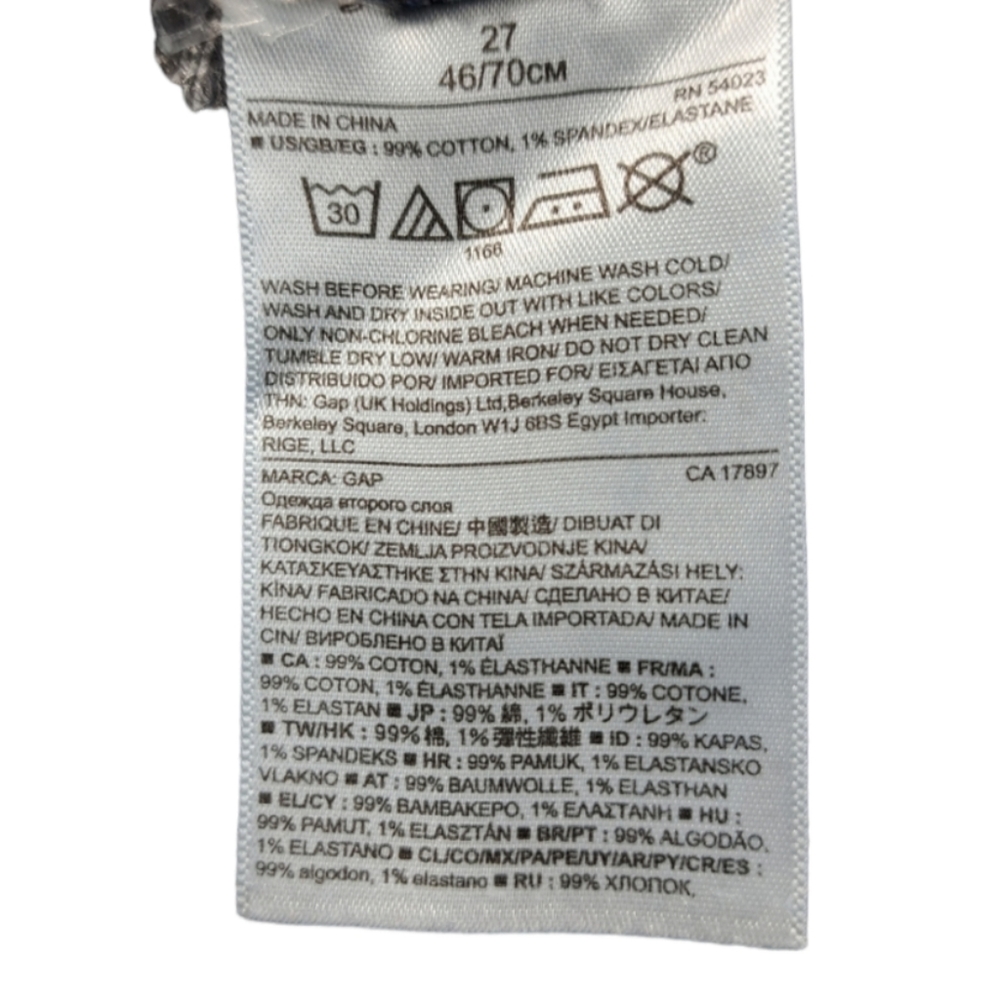 27
46/70CM
RN 54023
MADE IN CHINA
■ US/GB/EG : 99% COTTON, 1% SPANDEX/ELASTANE
30
®
1166
WASH BEFORE WEARING/ MACHINE WASH COLD/
WASH AND DRY INSIDE OUT WITH LIKE COLORS/
ONLY NON-CHLORINE BLEACH WHEN NEEDED/
TUMBLE DRY LOW/ WARM IRON/ DO NOT DRY CLEAN
DISTRIBUIDO POR/ IMPORTED FOR/ ΕΙΣΑΓΕΤΑΙ ΑΠΟ
ΤΗΝ: Gap (UK Holdings) Ltd,Berkeley Square House,
Berkeley Square, London W1J 6BS Egypt Importer:
RIGE, LLC
MARCA: GAP
CA 17897
Одежда второго слоя
FABRIQUE EN CHINE/ 中國製造/ DIBUAT DI
TIONGKOK/ ZEMLJA PROIZVODNJE KINA/
ΚΑΤΑΣΚΕΥΑΣΤΗΚΕ ΣΤΗΝ ΚΙΝΑ/ SZÁRMAZÁSI HELY:
KÍNA/ FABRICADO NA CHINA/ СДЕЛАНО В КИТАЕ/
HECHO EN CHINA CON TELA IMPORTADA/ MADE IN
CIN/ ВИРОБЛЕНО В КИТАЇ
■ CA : 99% COTON, 1% ÉLASTHANNE ■ FR/MA :
99% COTON, 1% ÉLASTHANNE ■ IT : 99% COTONE,
1% ELASTAN ■ JP : 99% 綿, 1% ポリウレタン
■ TW/HK : 99% 棉, 1% 彈性纖維 ■ ID : 99% KAPAS,
1% SPANDEKS ■ HR : 99% PAMUK, 1% ELASTANSKO
VLAKNO ■ AT : 99% BAUMWOLLE, 1% ELASTHAN
■ EL/CY : 99% ΒΑΜΒΑΚΕΡΟ, 1% ΕΛΑΣΤΑΝΗ ■ HU :
99% PAMUT, 1% ELASZTÁN ■ BR/PT : 99% ALGODÃO,
1% ELASTANO ■ CL/CO/MX/PA/PE/UY/AR/PY/CR/ES :
99% algodon, 1% elastano ■ RU : 99% ХЛОПОК,